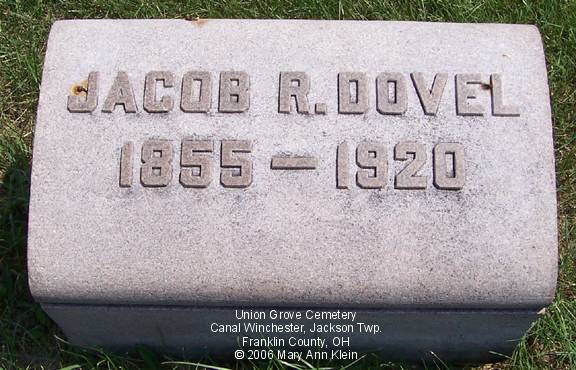 JACOB R. DOVEL
1855 – 1920
Union Grove Cemetery
Canal Winchester, Jackson Twp.
Franklin County, OH
© 2006 Mary Ann Klein